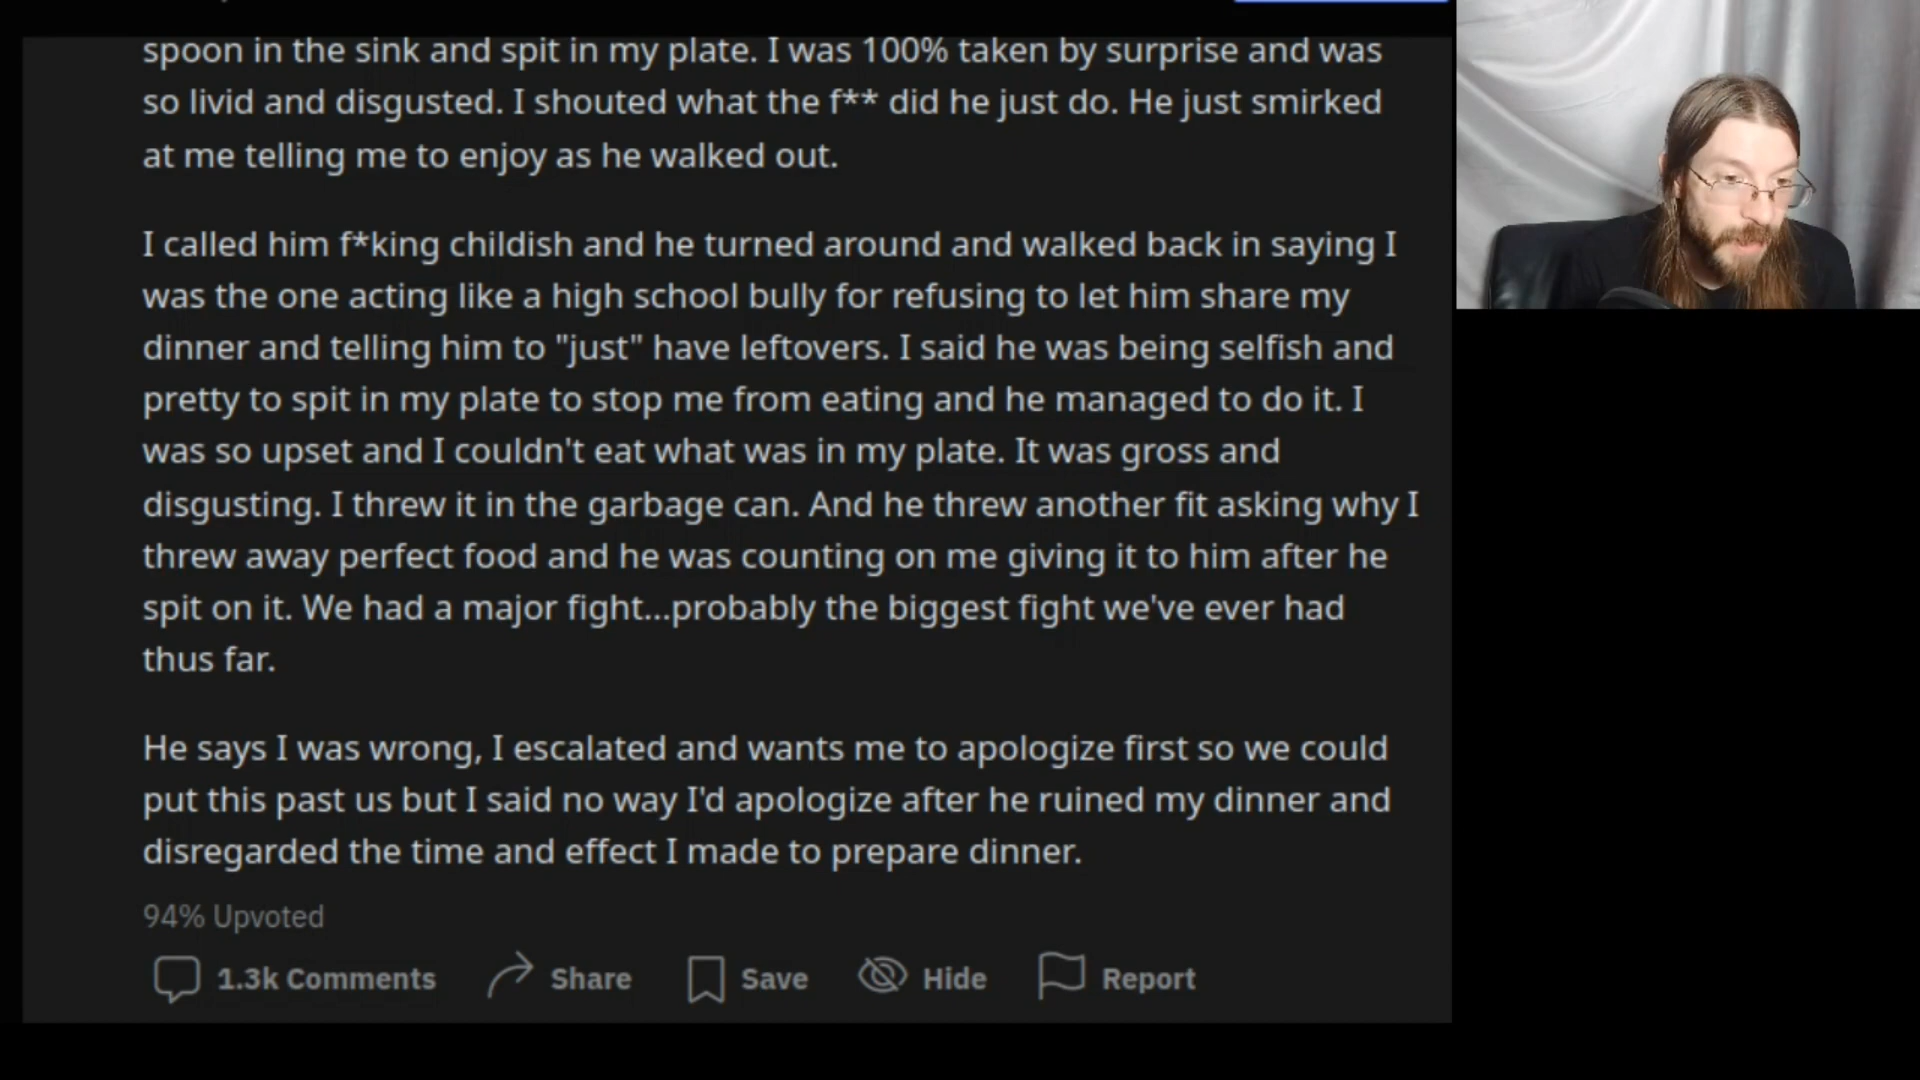 spoon in the sink and spit in my plate. I was 100% taken by surprise and was
so livid and disgusted. I shouted what the f** did he just do. He just smirked
at me telling me to enjoy as he walked out.
I called him f*king childish and he turned around and walked back in saying I
was the one acting like a high school bully for refusing to let him share my
dinner and telling him to "just" have leftovers. I said he was being selfish and
pretty to spit in my plate to stop me from eating and he managed to do it. I
was so upset and I couldn't eat what was in my plate. It was gross and
disgusting. I threw it in the garbage can. And he threw another fit asking why I
threw away perfect food and he was counting on me giving it to him after he
spit on it. We had a major fight...probably the biggest fight we've ever had
thus far.
He says I was wrong, I escalated and wants me to apologize first so we could
put this past us but I said no way I'd apologize after he ruined my dinner and
disregarded the time and effect I made to prepare dinner.
94% Upvoted
1.3k Comments Share Save Hide Report